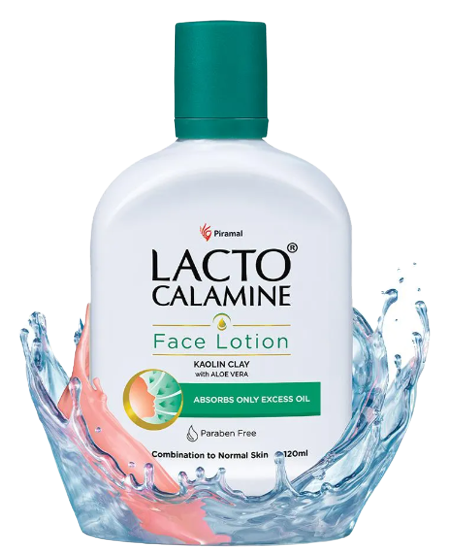 Piramal
LACTO®
CALAMINE
Face Lotion
KAOLIN CLAY
with ALOE VERA
ABSORBS ONLY EXCESS OIL
Paraben Free
Combination to Normal Skin 120ml